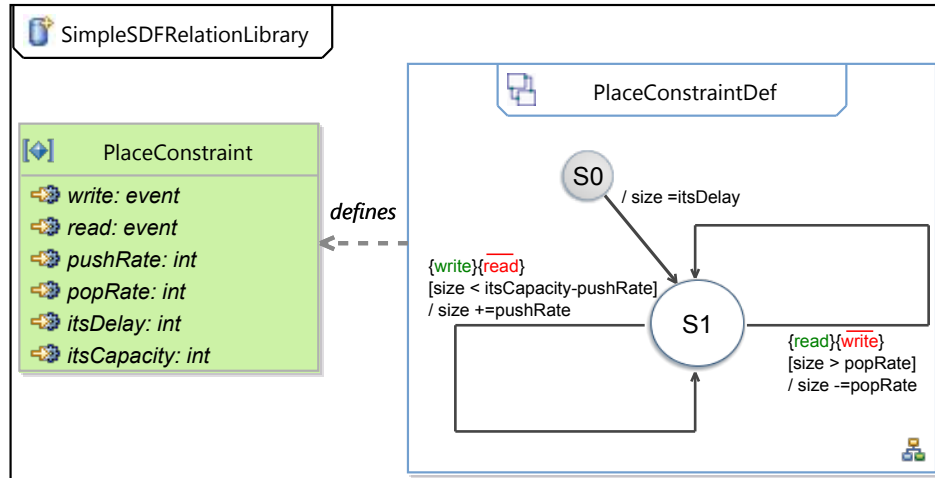 SimpleSDFRelationLibrary
PlaceConstraintDef
PlaceConstraint
write: event
read: event
pushRate: int
popRate: int
itsDelay: int
itsCapacity: int
defines
S0
/ size =itsDelay
{write}{read}
[size < itsCapacity-pushRate]
/ size +=pushRate
S1
{read}{write}
[size > popRate]
/ size -=popRate